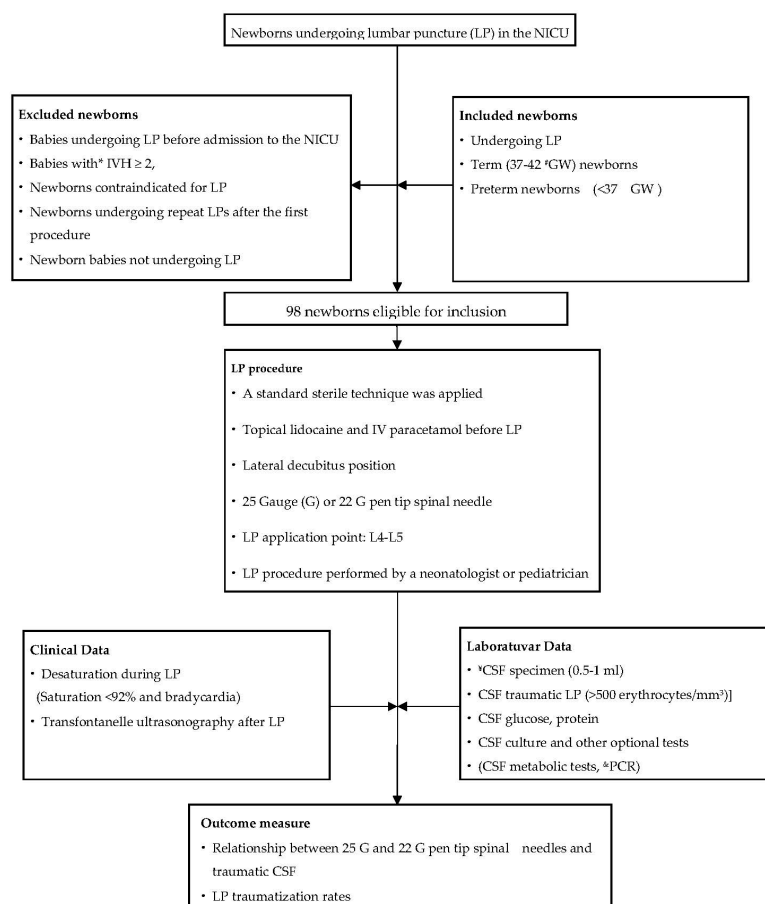 Newborns undergoing lumbar puncture (LP) in the NICU
Excluded newborns
• Babies undergoing LP before admission to the NICU
• Babies with* IVH ≥ 2,
• Newborns contraindicated for LP
• Newborns undergoing repeat LPs after the first
procedure
• Newborn babies not undergoing LP
Included newborns
• Undergoing LP
• Term (37-42 #GW) newborns
• Preterm newborns (<37 GW )
98 newborns eligible for inclusion
LP procedure
• A standard sterile technique was applied
• Topical lidocaine and IV paracetamol before LP
• Lateral decubitus position
• 25 Gauge (G) or 22 G pen tip spinal needle
• LP application point: L4-L5
• LP procedure performed by a neonatologist or pediatrician
Clinical Data
• Desaturation during LP
(Saturation <92% and bradycardia)
• Transfontanelle ultrasonography after LP
Laboratuvar Data
• ¥CSF specimen (0.5-1 ml)
• CSF traumatic LP (>500 erythrocytes/mm³)]
• CSF glucose, protein
• CSF culture and other optional tests
• (CSF metabolic tests, &PCR)
Outcome measure
• Relationship between 25 G and 22 G pen tip spinal needles and
traumatic CSF
• LP traumatization rates